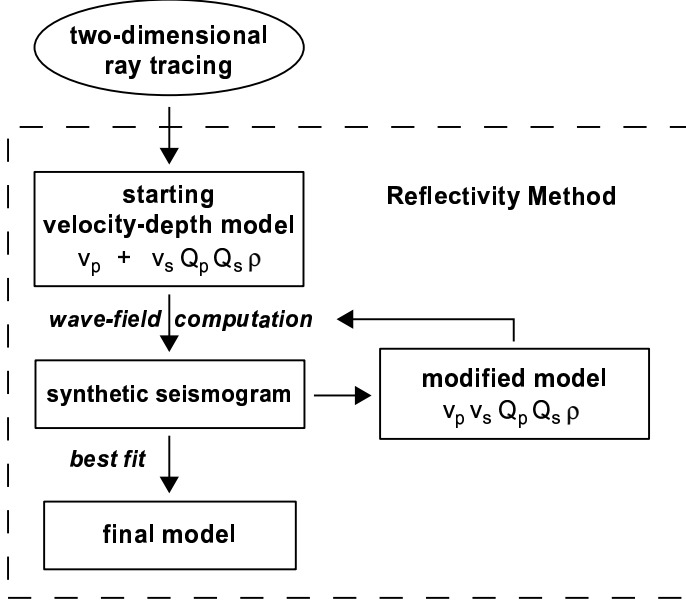 two-dimensional
ray tracing
starting
velocity-depth model
vp + vs Qp Qs ρ
Reflectivity Method
wave-field computation
synthetic seismogram
modified model
vp vs Qp Qs ρ
best fit
final model